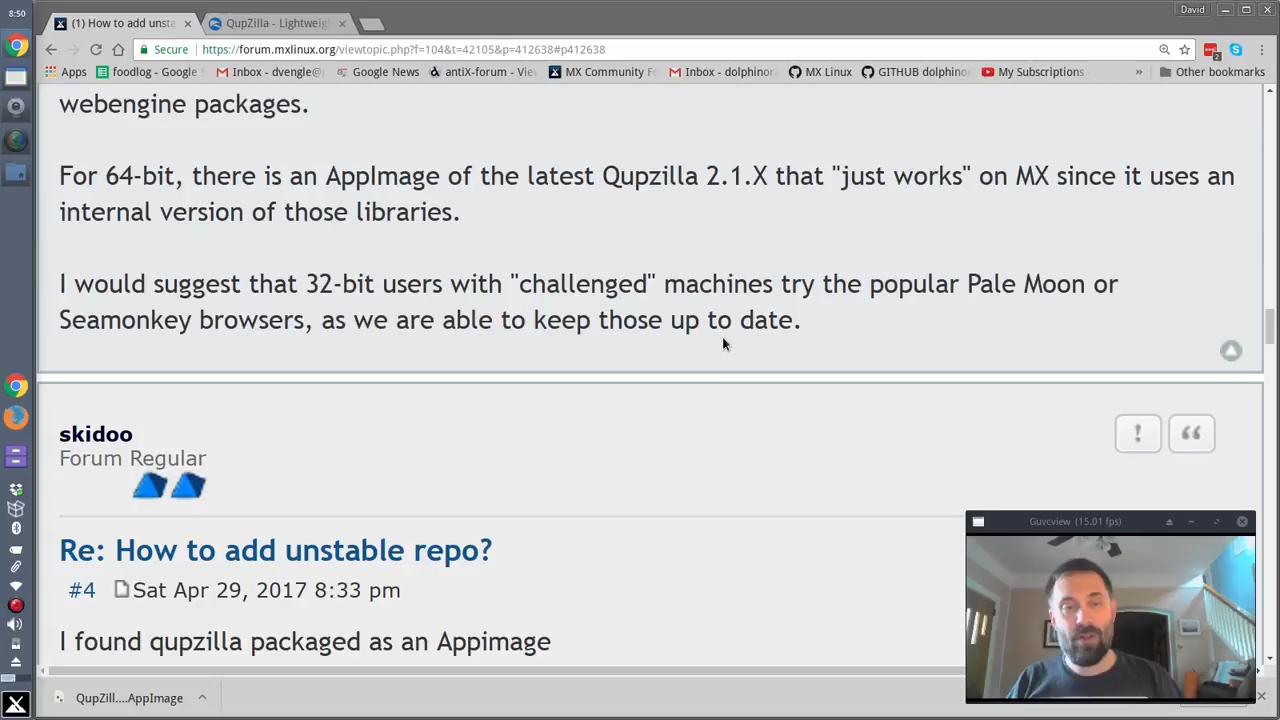 8:50
(1) How to add unsta
QupZilla - Lightweigh
David
Secure
https://forum.mxlinux.org/viewtopic.php?f=104&t=42105&p=412638#p412638
2
Apps
foodlog - Google
Inbox - dvengle@
Google News
antiX-forum - Vie
MX Community F
Inbox - dolphino
MX Linux
GITHUB dolphino
My Subscriptions
»
Other bookmarks
webengine packages.
For 64-bit, there is an AppImage of the latest Qupzilla 2.1.X that "just works" on MX since it uses an
internal version of those libraries.
I would suggest that 32-bit users with "challenged" machines try the popular Pale Moon or
Seamonkey browsers, as we are able to keep those up to date.
skidoo
Forum Regular
Re: How to add unstable repo?
#4
Sat Apr 29, 2017 8:33 pm
I found qupzilla packaged as an Appimage
Guvcview (15.01 fps)
QupZill....AppImage